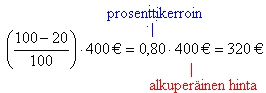 prosenttikerroin
(100-20 / 100) · 400 € = 0,80 · 400 € = 320 €
alkuperäinen hinta